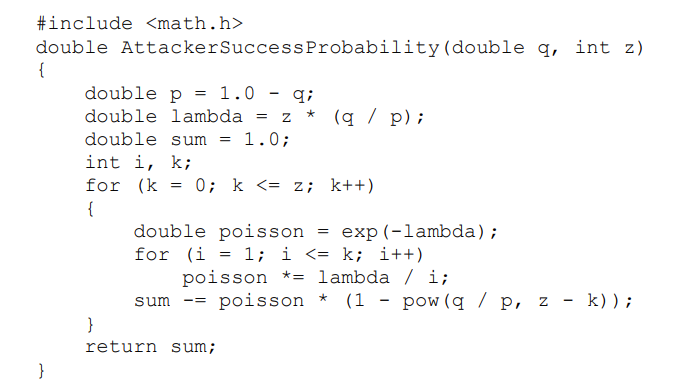 #include <math.h>
double AttackerSuccessProbability(double q, int z)
{
    double p = 1.0 - q;
    double lambda = z * (q / p);
    double sum = 1.0;
    int i, k;
    for (k = 0; k <= z; k++)
    {
        double poisson = exp(-lambda);
        for (i = 1; i <= k; i++)
            poisson *= lambda / i;
        sum -= poisson * (1 - pow(q / p, z - k));
    }
    return sum;
}